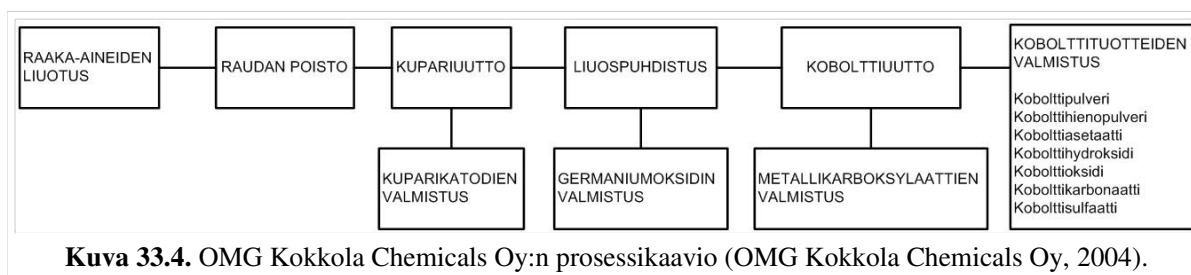 RAAKA-AINEIDEN
LIUOTUS
RAUDAN POISTO
KUPARIUUTTO
LIUOSPUHDISTUS
KOBOLTTIUUTTO
KOBOLTTITUOTTEIDEN
VALMISTUS
Kobolttipulveri
Kobolttihienopulveri
Kobolttiasetaatti
Kobolttihydroksidi
Kobolttioksidi
Kobolttikarbonaatti
Kobolttisulfaatti
KUPARIKATODIEN
VALMISTUS
GERMANIUMOKSIDIN
VALMISTUS
METALLIKARBOKSYLAATTIEN
VALMISTUS
Kuva 33.4. OMG Kokkola Chemicals Oy:n prosessikaavio (OMG Kokkola Chemicals Oy, 2004).